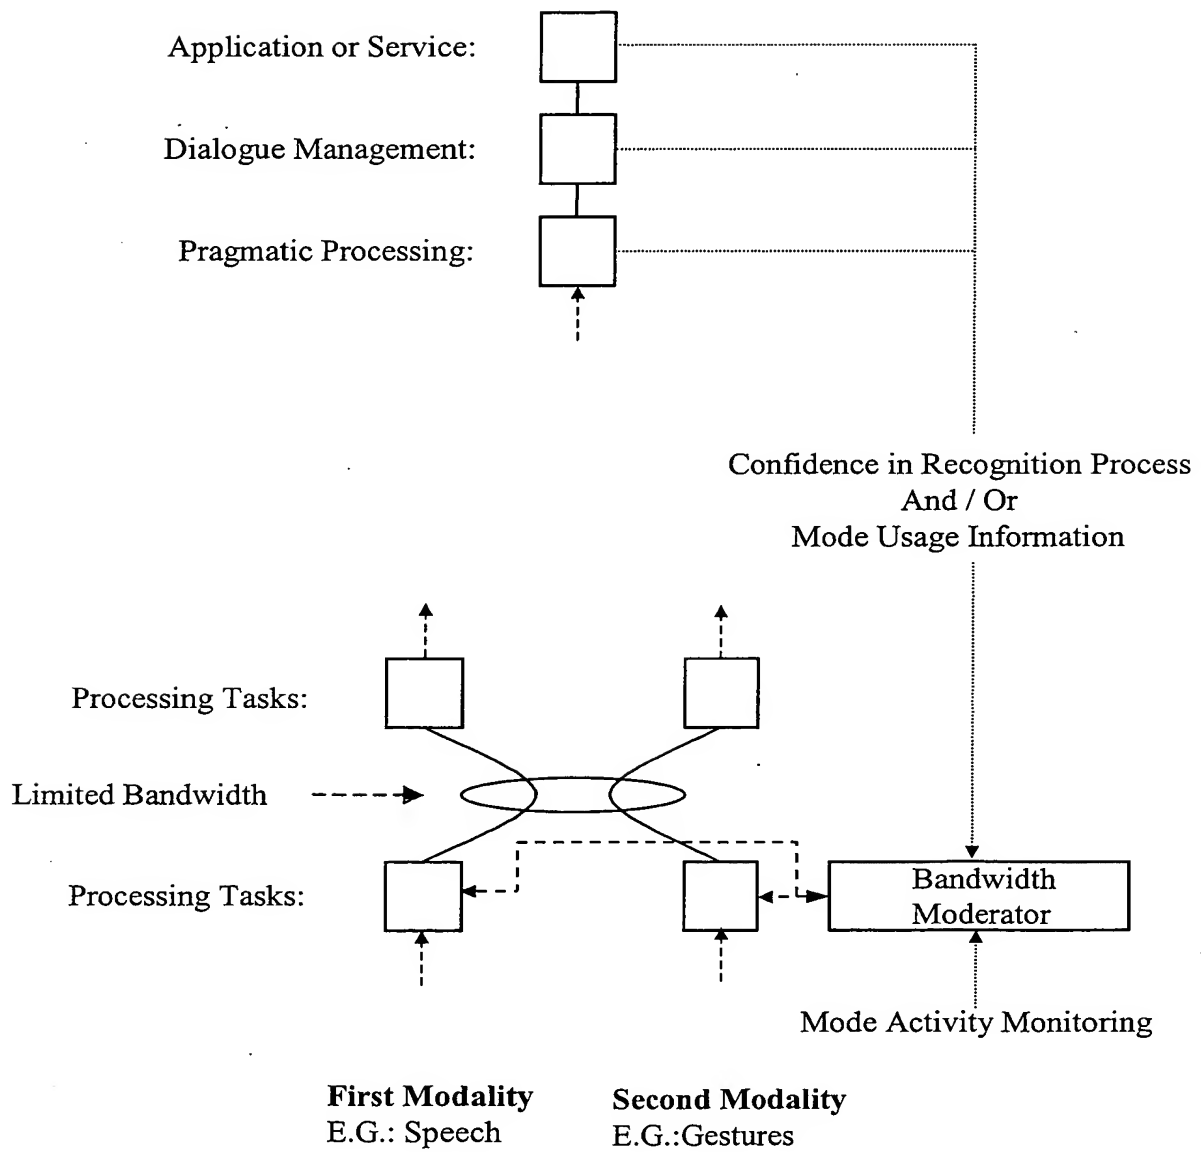 Application or Service:
Dialogue Management:
Pragmatic Processing:
Confidence in Recognition Process
And / Or
Mode Usage Information
Processing Tasks:
Limited Bandwidth
Processing Tasks:
Bandwidth
Moderator
Mode Activity Monitoring
First Modality
E.G.: Speech
Second Modality
E.G.:Gestures